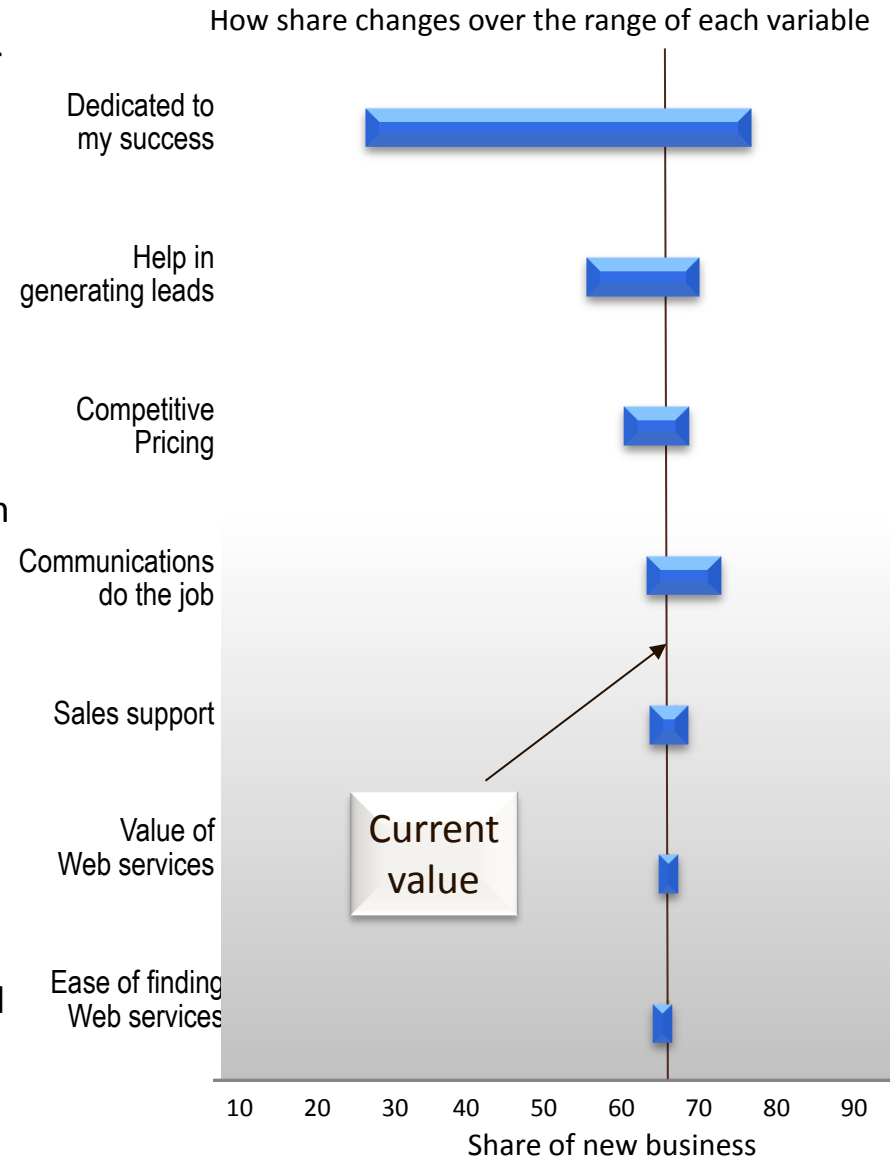 How share changes over the range of each variable
Dedicated to
my success
Help in
generating leads
Competitive
Pricing
Communications
do the job
Sales support
Current
value
Value of
Web services
Ease of finding
Web services
10 20 30 40 50 60 70 80 90
Share of new business